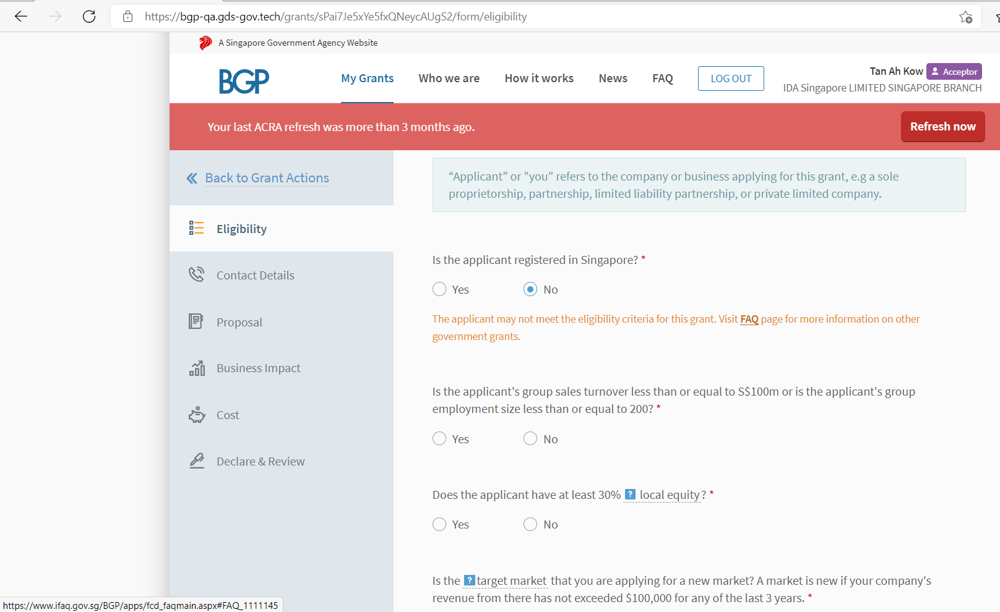 https://bgp-qa.gds-gov.tech/grants/sPai7Je5xYe5fxQNeycAUgS2/form/eligibility
A Singapore Government Agency Website
BGP
My Grants
Who we are
How it works
News
FAQ
LOG OUT
Tan Ah Kow
Acceptor
IDA Singapore LIMITED SINGAPORE BRANCH
Your last ACRA refresh was more than 3 months ago.
Refresh now
Back to Grant Actions
Eligibility
Contact Details
Proposal
Business Impact
Cost
Declare & Review
“Applicant” or "you" refers to the company or business applying for this grant, e.g a sole
proprietorship, partnership, limited liability partnership, or private limited company.
Is the applicant registered in Singapore? *
Yes
No
The applicant may not meet the eligibility criteria for this grant. Visit FAQ page for more information on other
government grants.
Is the applicant's group sales turnover less than or equal to S$100m or is the applicant's group
employment size less than or equal to 200? *
Yes
No
Does the applicant have at least 30% ? local equity? *
Yes
No
Is the ? target market that you are applying for a new market? A market is new if your company's
revenue from there has not exceeded $100,000 for any of the last 3 years. *
https://www.ifaq.gov.sg/BGP/apps/fcd_faqmain.aspx#FAQ_1111145